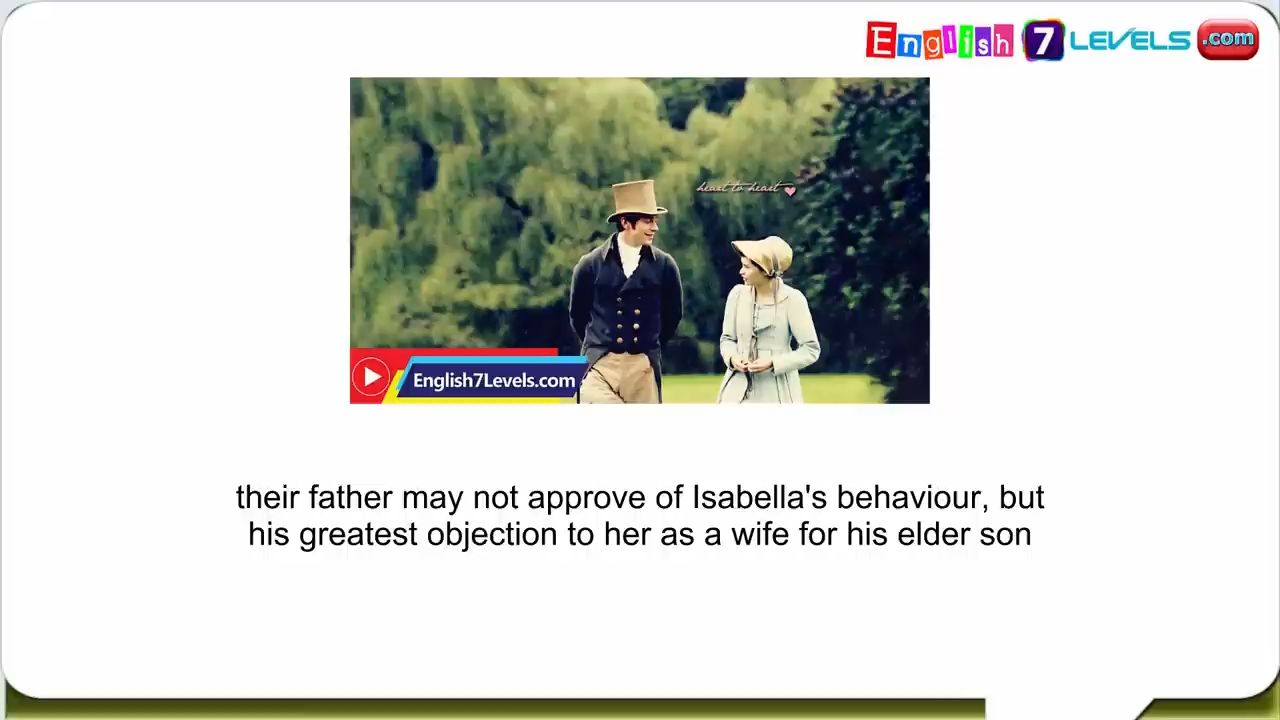 English 7 LEVELS .com
heart to heart
English7Levels.com
their father may not approve of Isabella's behaviour, but
his greatest objection to her as a wife for his elder son